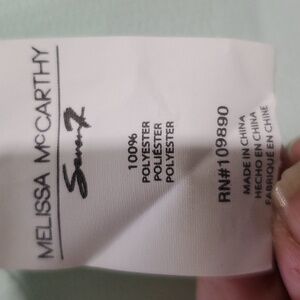 MELISSA McCARTHY
Seven7
100%
POLYESTER
POLIÉSTER
POLYESTER
RN#109890
MADE IN CHINA
HECHO EN CHINA
FABRIQUÉ EN CHINE